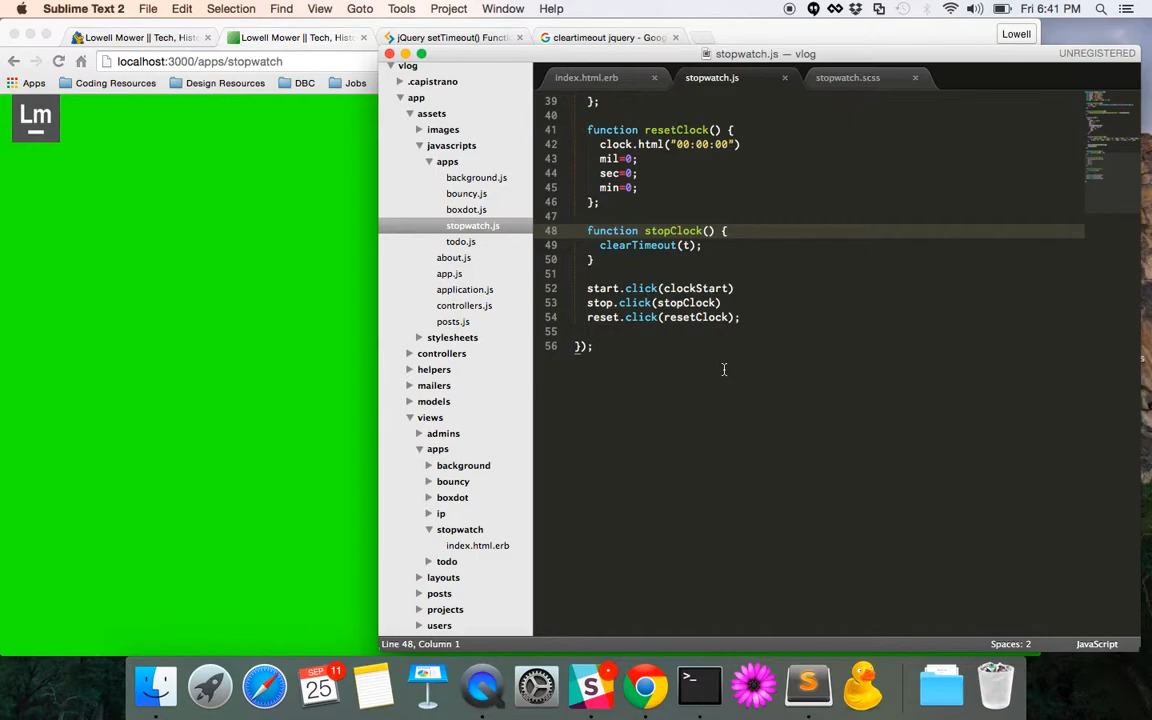 Sublime Text 2 File Edit Selection Find View Goto Tools Project Window Help Fri 6:41 PM
Lowell Mower || Tech, Hist Lowell Mower || Tech, Hist jQuery setTimeout() Functi cleartimeout jquery - Goo Lowell
localhost:3000/apps/stopwatch
Apps Coding Resources Design Resources DBC Jobs
Lm
stopwatch.js — vlog UNREGISTERED
vlog
.capistrano
app
assets
images
javascripts
apps
background.js
bouncy.js
boxdot.js
stopwatch.js
todo.js
about.js
app.js
application.js
controllers.js
posts.js
stylesheets
controllers
helpers
mailers
models
views
admins
apps
background
bouncy
boxdot
ip
stopwatch
index.html.erb
todo
layouts
posts
projects
users
index.html.erb stopwatch.js stopwatch.scss
39 };
40
41 function resetClock() {
42 clock.html("00:00:00")
43 mil=0;
44 sec=0;
45 min=0;
46 };
47
48 function stopClock() {
49 clearTimeout(t);
50 }
51
52 start.click(clockStart)
53 stop.click(stopClock)
54 reset.click(resetClock);
55
56 });
Line 48, Column 1 Spaces: 2 JavaScript
SEP 25
11
S
>_
S